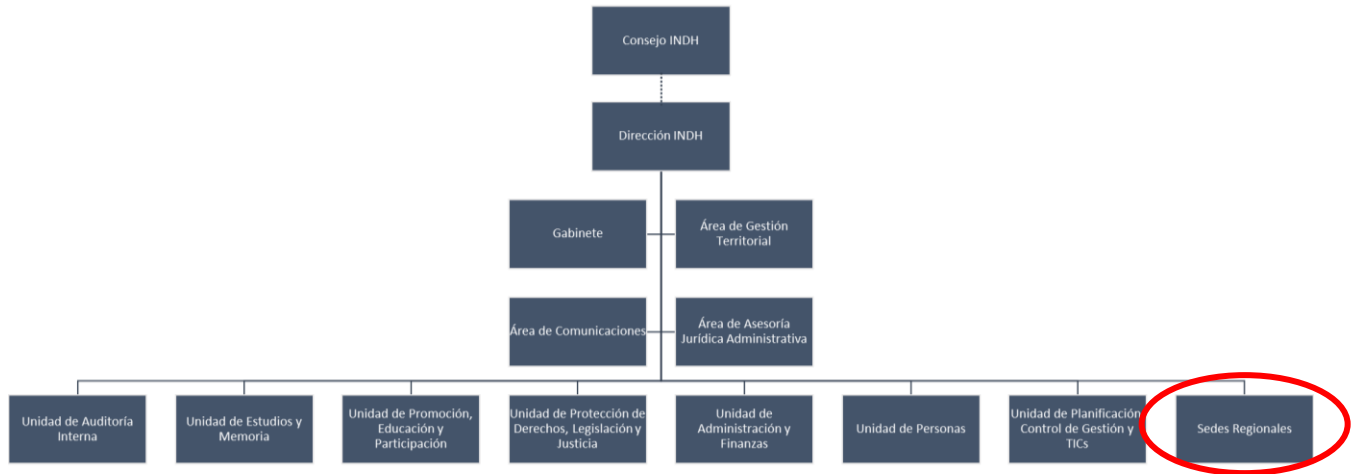 Consejo INDH
Dirección INDH
Gabinete
Área de Gestión
Territorial
Área de Comunicaciones
Área de Asesoría
Jurídica Administrativa
Unidad de Auditoría
Interna
Unidad de Estudios y
Memoria
Unidad de Promoción,
Educación y
Participación
Unidad de Protección de
Derechos, Legislación y
Justicia
Unidad de
Administración y
Finanzas
Unidad de Personas
Unidad de Planificación
Control de Gestión y
TICs
Sedes Regionales